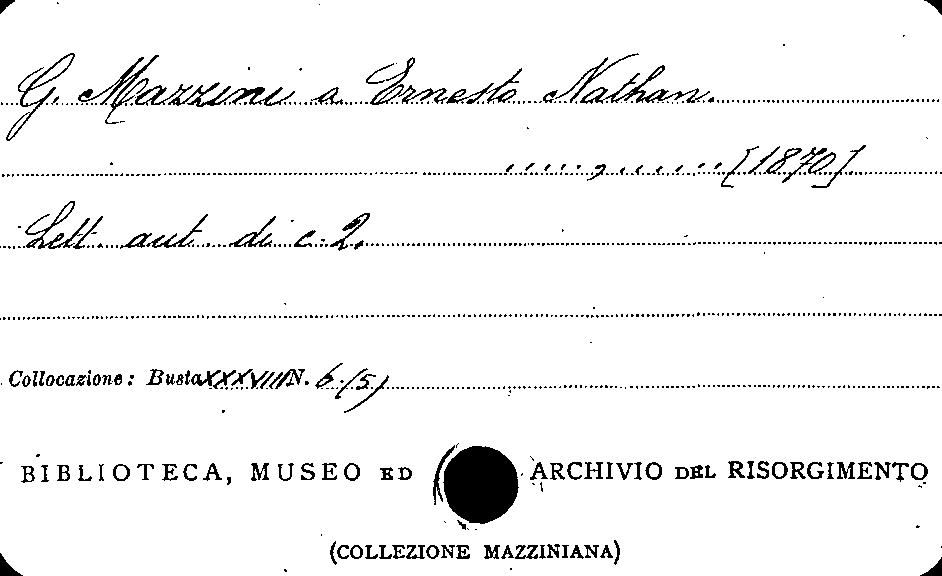 G. Mazzini a Ernesto Nathan.
....., ...... [1870].
Lett. aut. di c. 2.
Collocazione: Busta XXXVIII N. 6 (5)
BIBLIOTECA, MUSEO ED ARCHIVIO DEL RISORGIMENTO
(COLLEZIONE MAZZINIANA)